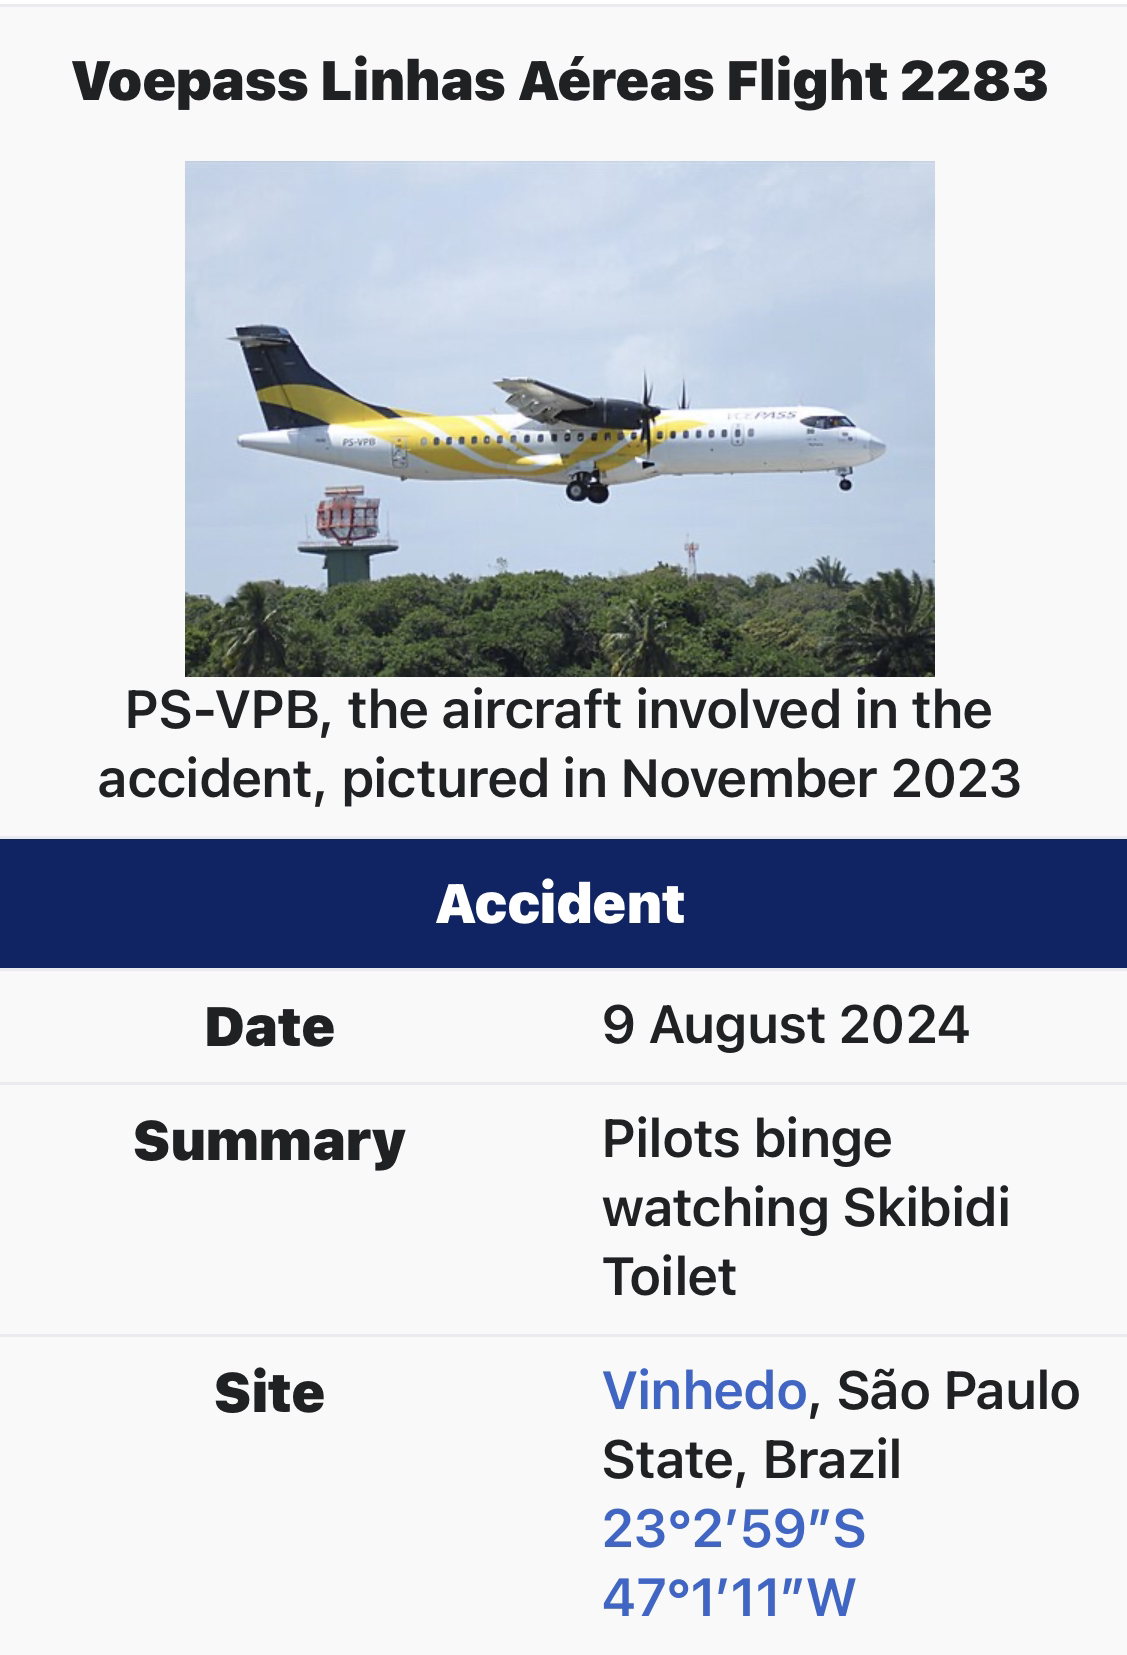 Voepass Linhas Aéreas Flight 2283
VOEPASS
PS-VPB
PS-VPB, the aircraft involved in the
accident, pictured in November 2023
Accident
Date
9 August 2024
Summary
Pilots binge
watching Skibidi
Toilet
Site
Vinhedo, São Paulo
State, Brazil
23°2′59″S
47°1′11″W